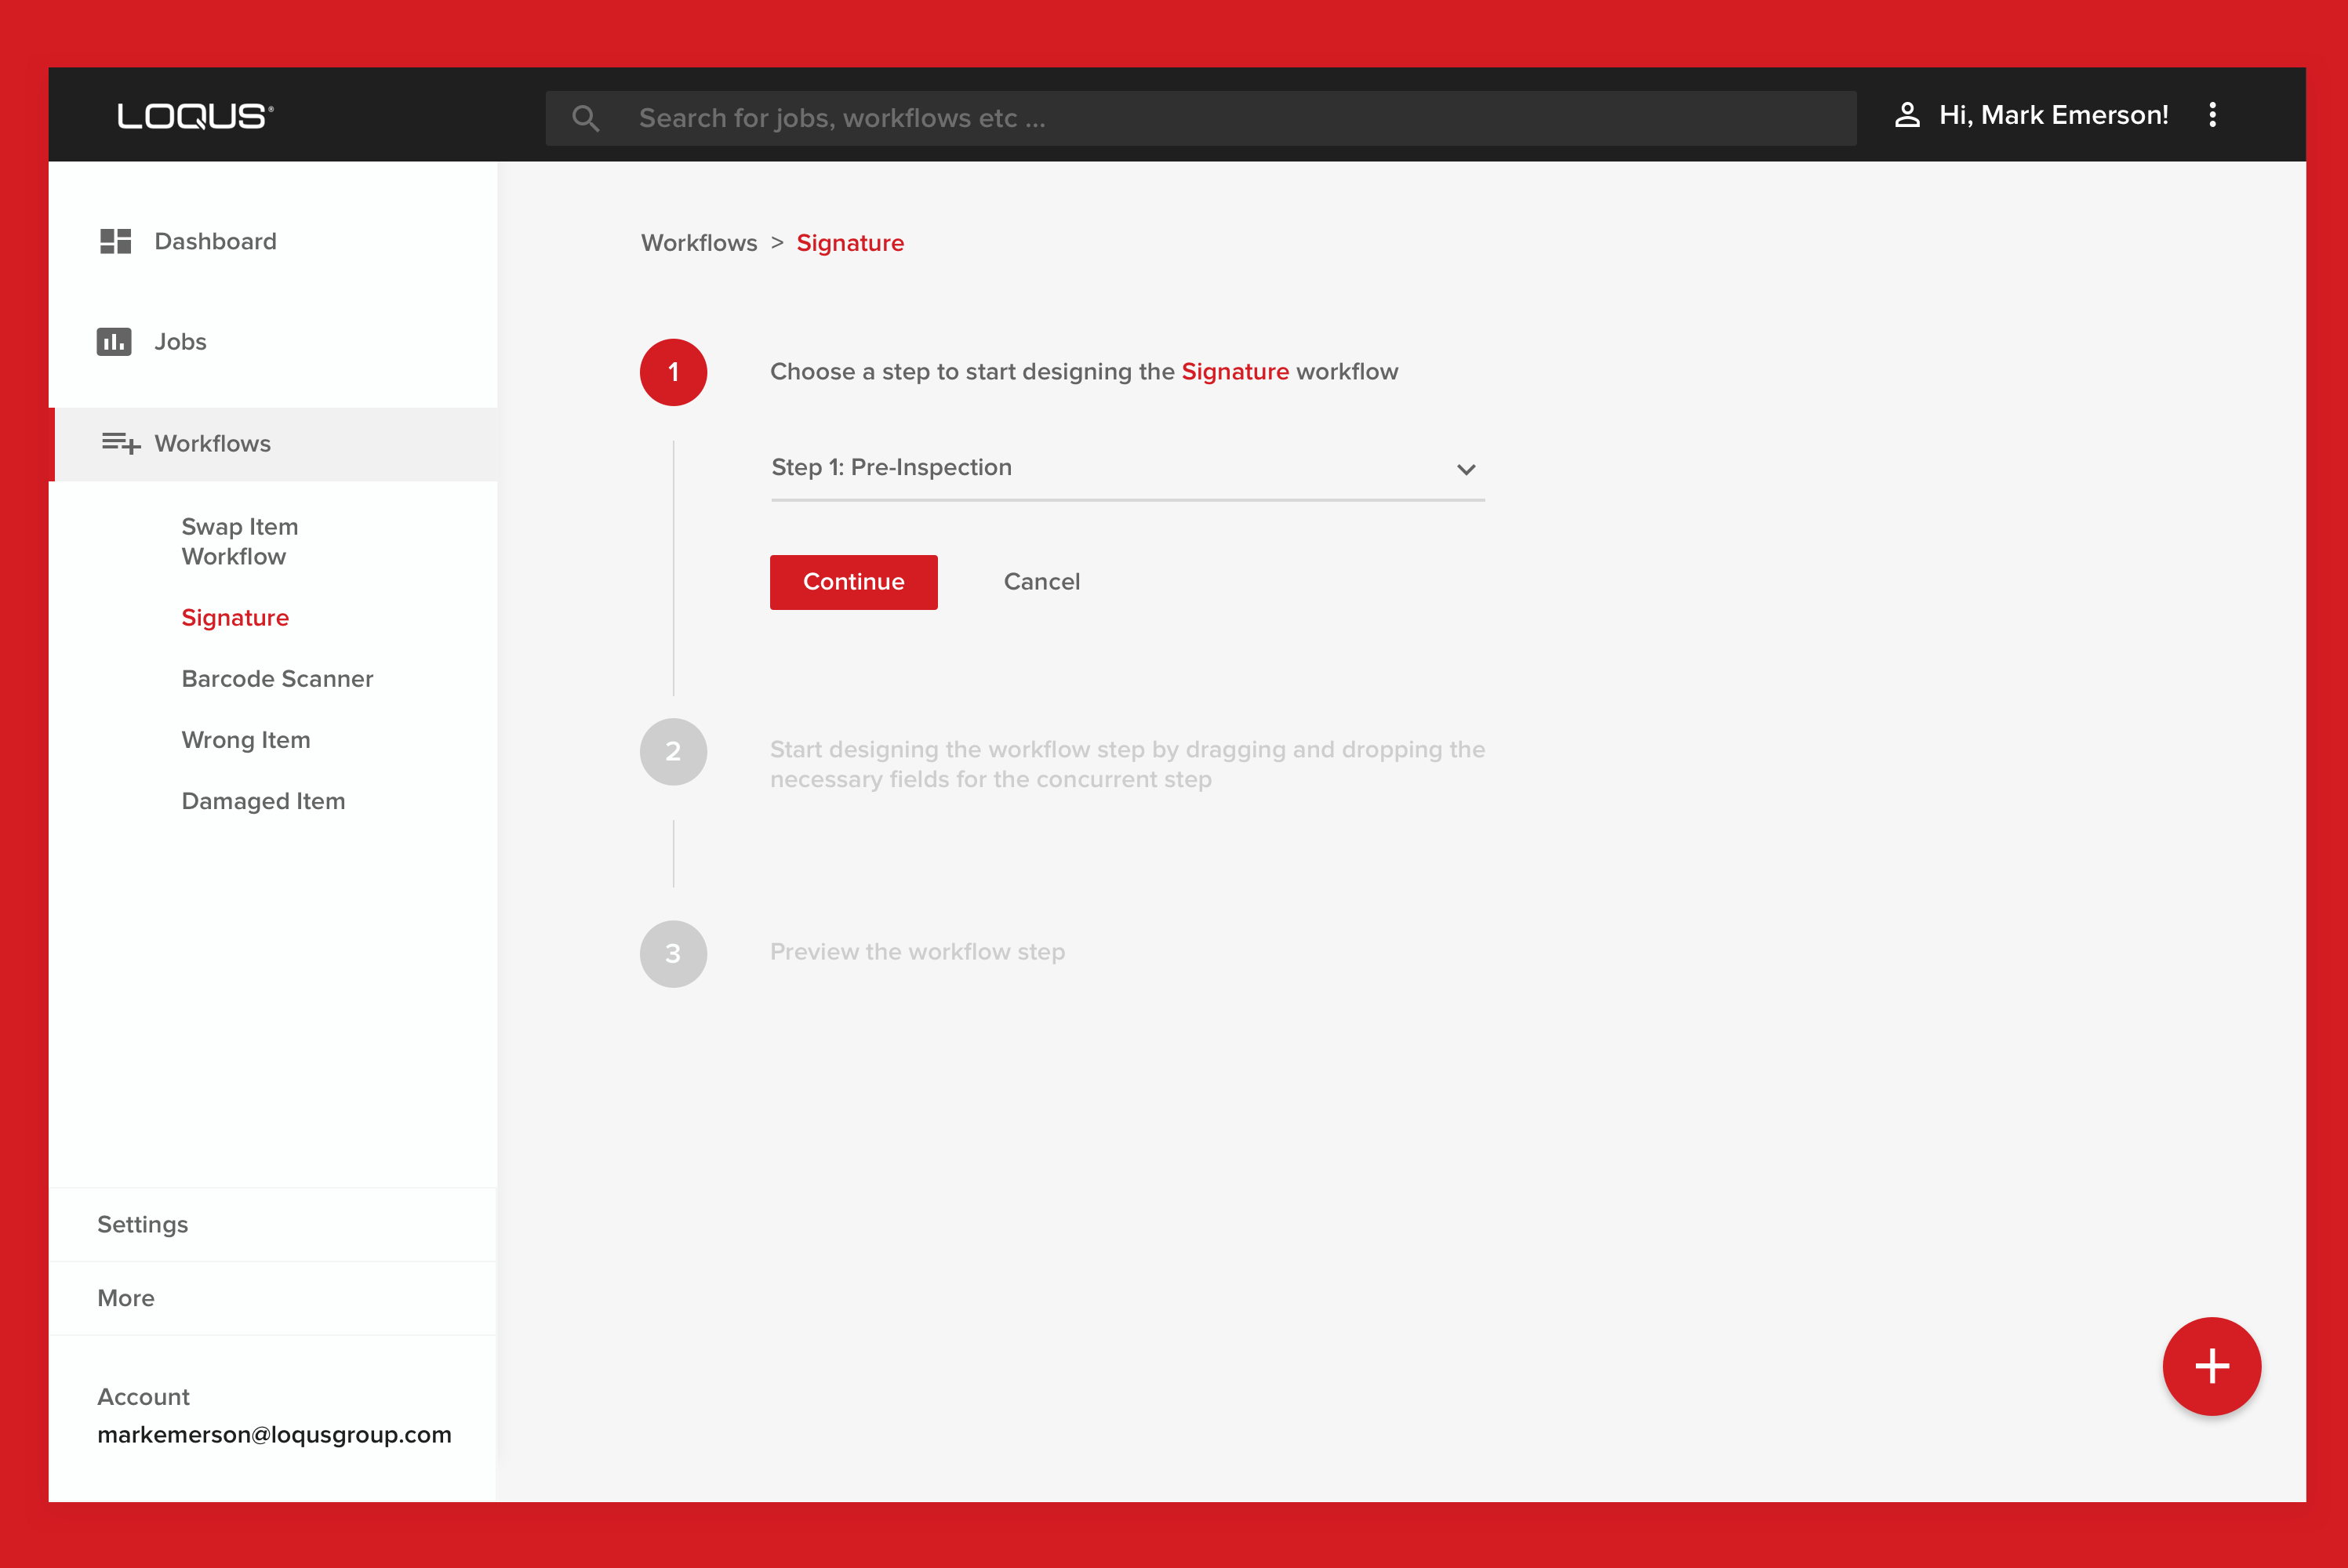 LOQUS®
Search for jobs, workflows etc ...
Hi, Mark Emerson!
Dashboard
Jobs
Workflows
Swap Item
Workflow
Signature
Barcode Scanner
Wrong Item
Damaged Item
Settings
More
Account
markemerson@loqusgroup.com
Workflows > Signature
1
Choose a step to start designing the Signature workflow
Step 1: Pre-Inspection
Continue
Cancel
2
Start designing the workflow step by dragging and dropping the
necessary fields for the concurrent step
3
Preview the workflow step